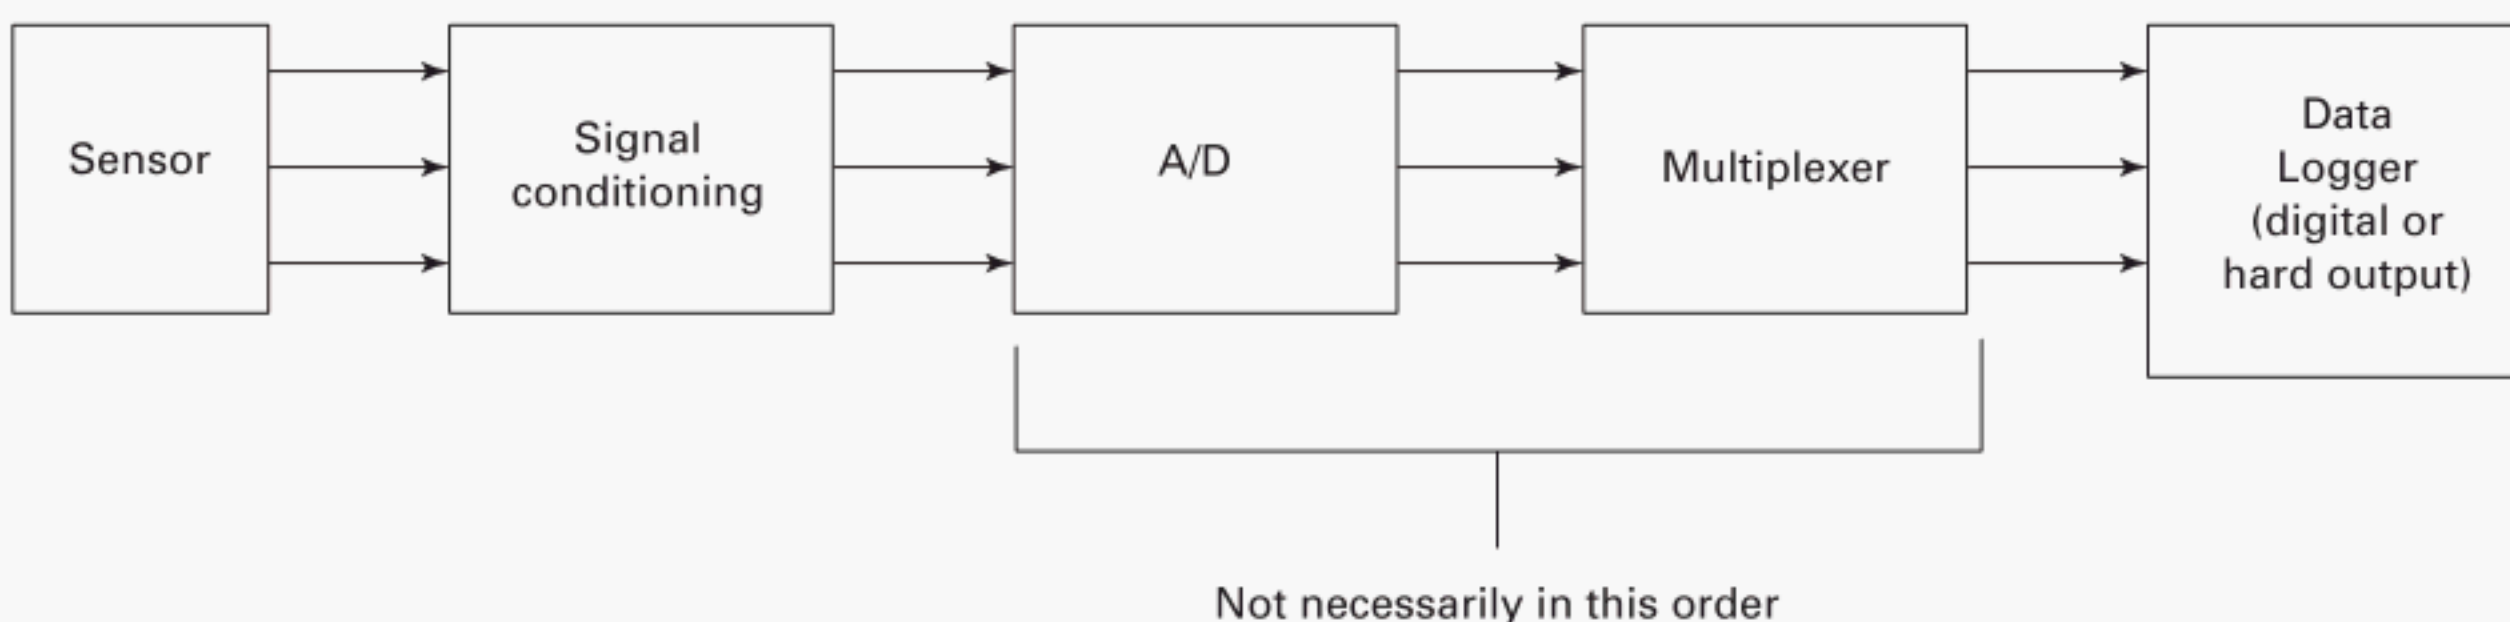 Sensor
Signal
conditioning
A/D
Multiplexer
Data
Logger
(digital or
hard output)
Not necessarily in this order